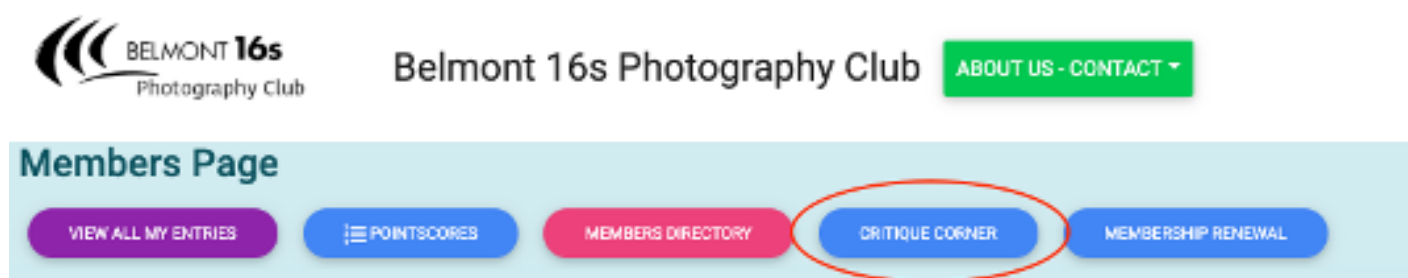 BELMONT 16s
Photography Club
Belmont 16s Photography Club
ABOUT US - CONTACT
Members Page
VIEW ALL MY ENTRIES
POINTSCORES
MEMBERS DIRECTORY
CRITIQUE CORNER
MEMBERSHIP RENEWAL